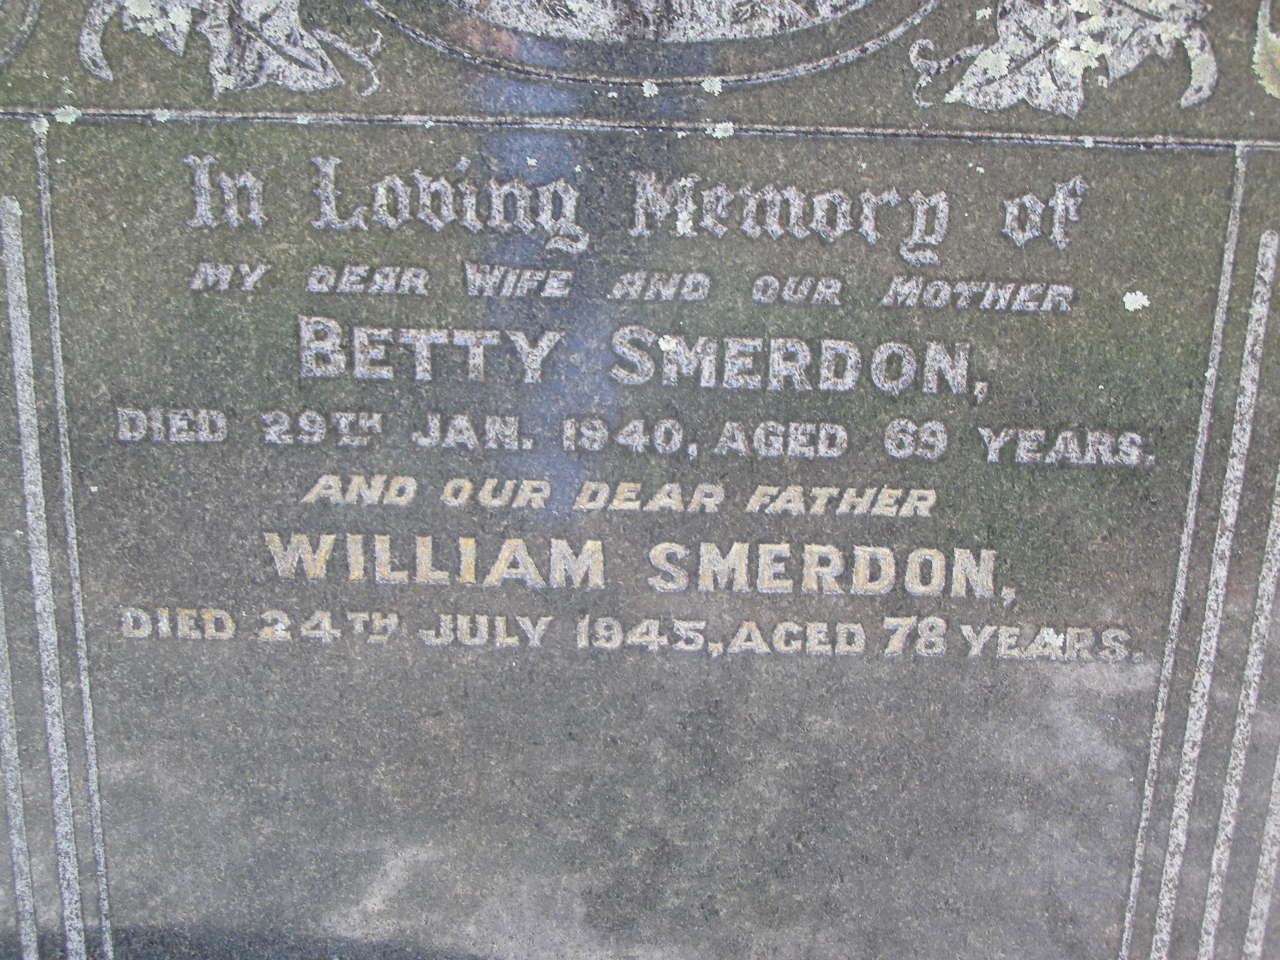 In Loving Memory of
MY DEAR WIFE AND OUR MOTHER
BETTY SMERDON,
DIED 29TH JAN. 1940, AGED 69 YEARS.
AND OUR DEAR FATHER
WILLIAM SMERDON,
DIED 24TH JULY 1945, AGED 78 YEARS.